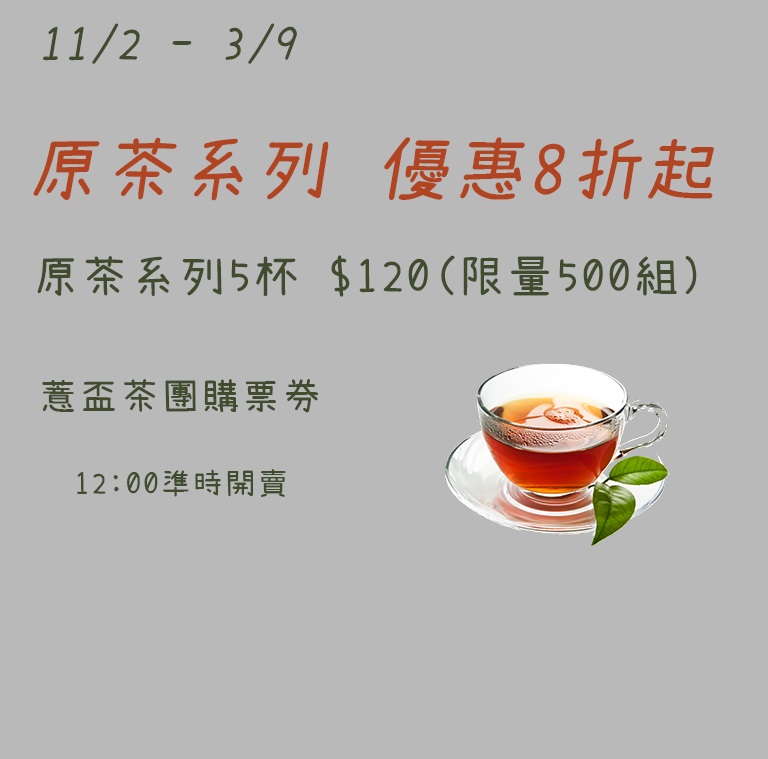 11/2 - 3/9
原茶系列 優惠8折起
原茶系列5杯 $120(限量500組)
薏盃茶團購票券
12:00準時開賣